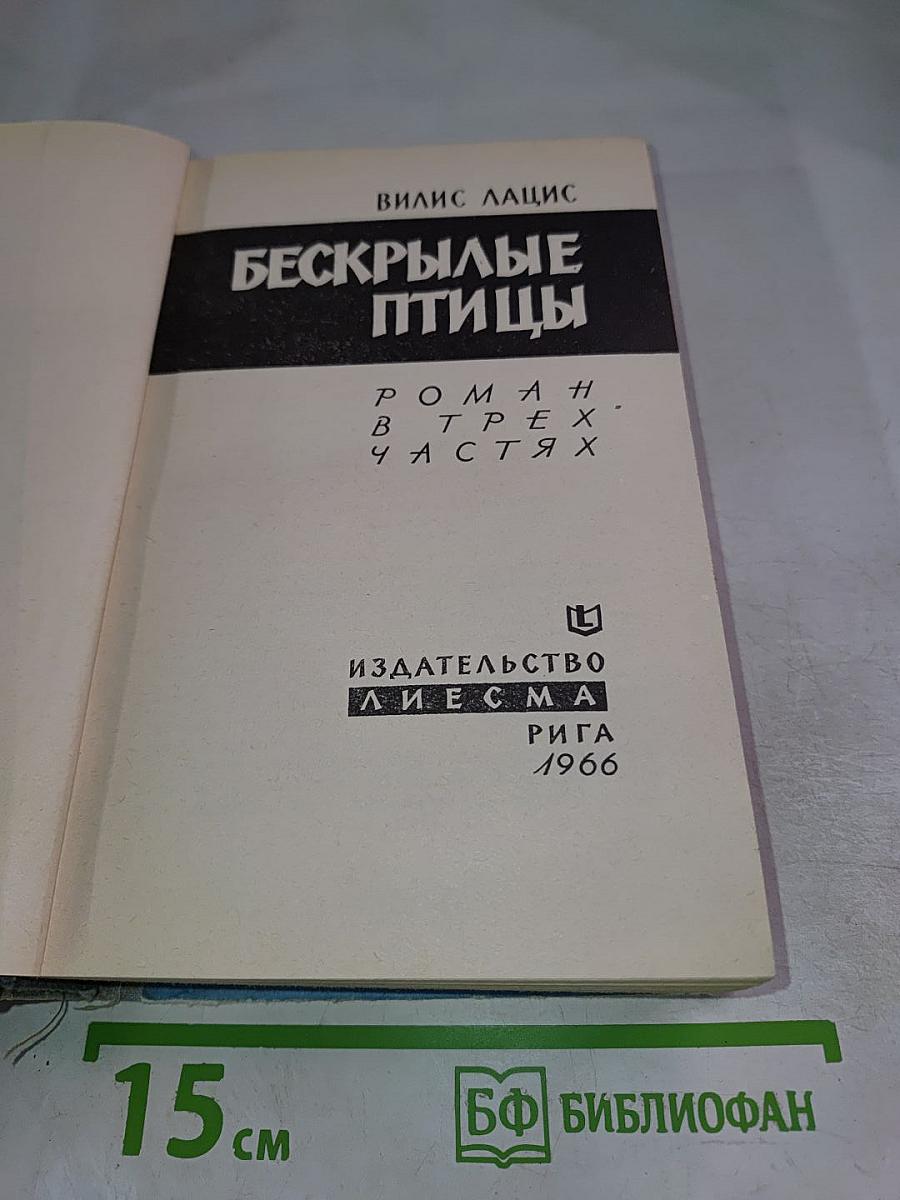 ВИЛИС ЛАЦИС
БЕСКРЫЛЫЕ
ПТИЦЫ
РОМАН
В ТРЕХ
ЧАСТЯХ
L
ИЗДАТЕЛЬСТВО
ЛИЕСМА
РИГА
1966
15 см
БФ БИБЛИОФАН